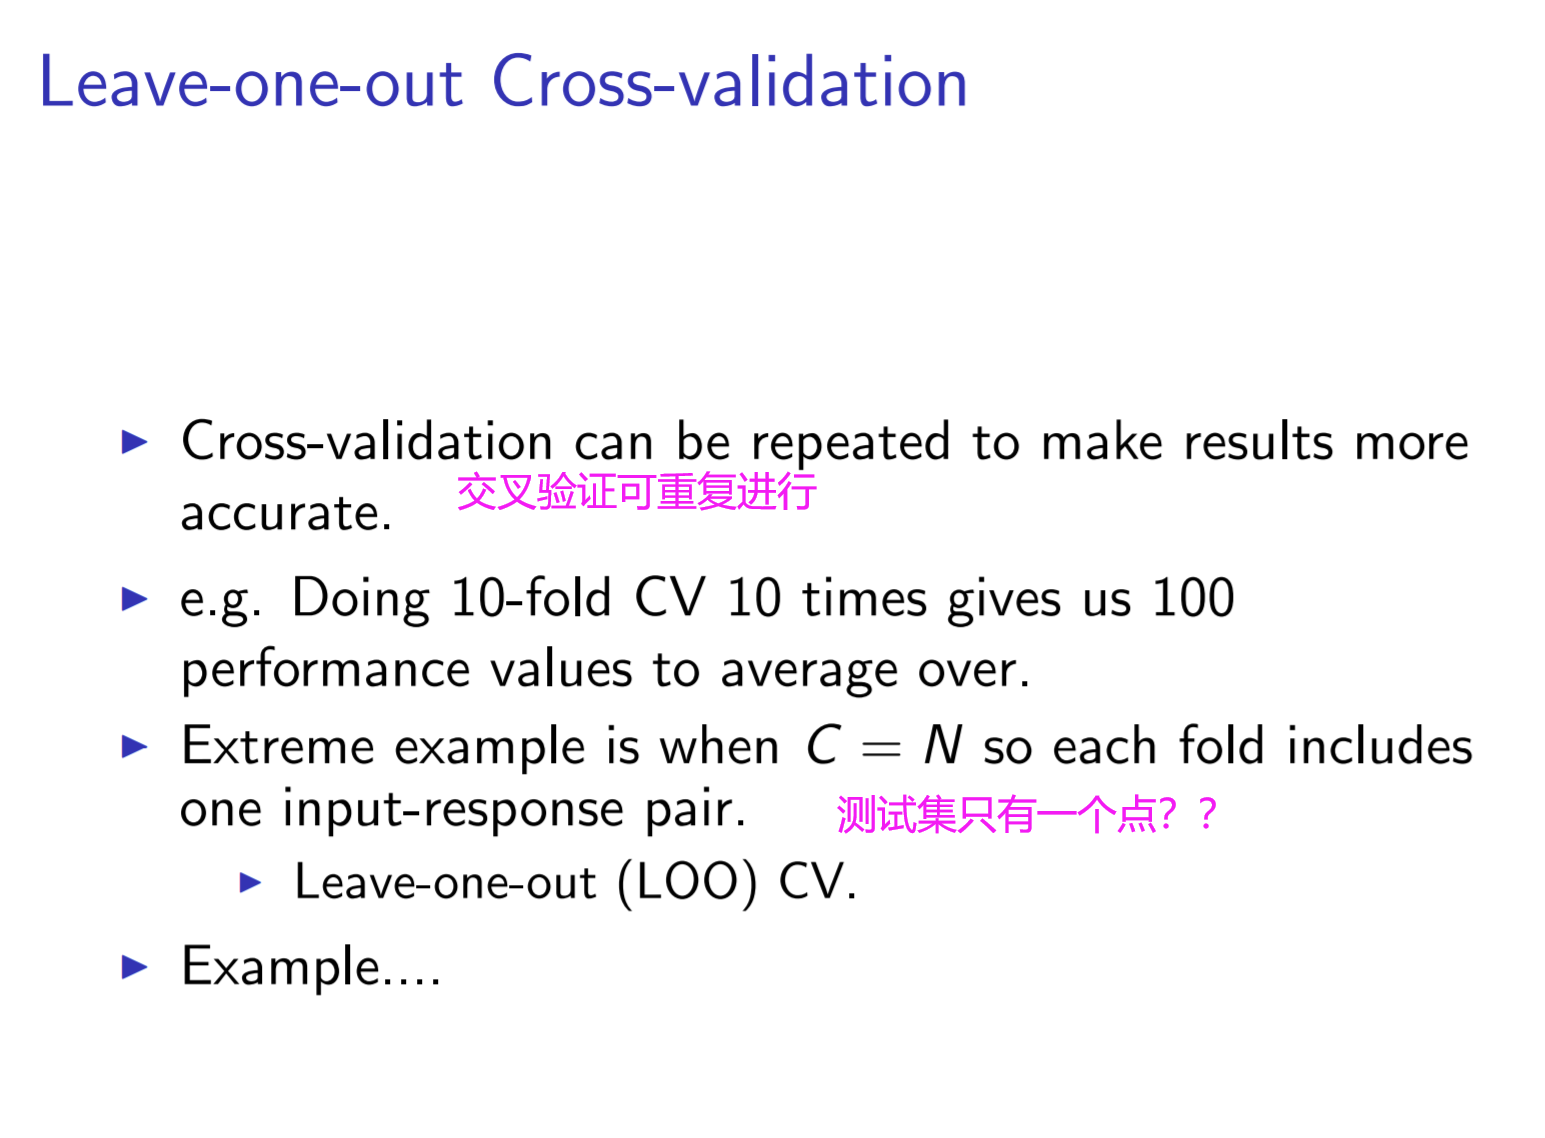 Leave-one-out Cross-validation
Cross-validation can be repeated to make results more
accurate.
交叉验证可重复进行
e.g. Doing 10-fold CV 10 times gives us 100
performance values to average over.
Extreme example is when C = N so each fold includes
one input-response pair.
测试集只有一个点？？
Leave-one-out (LOO) CV.
Example....